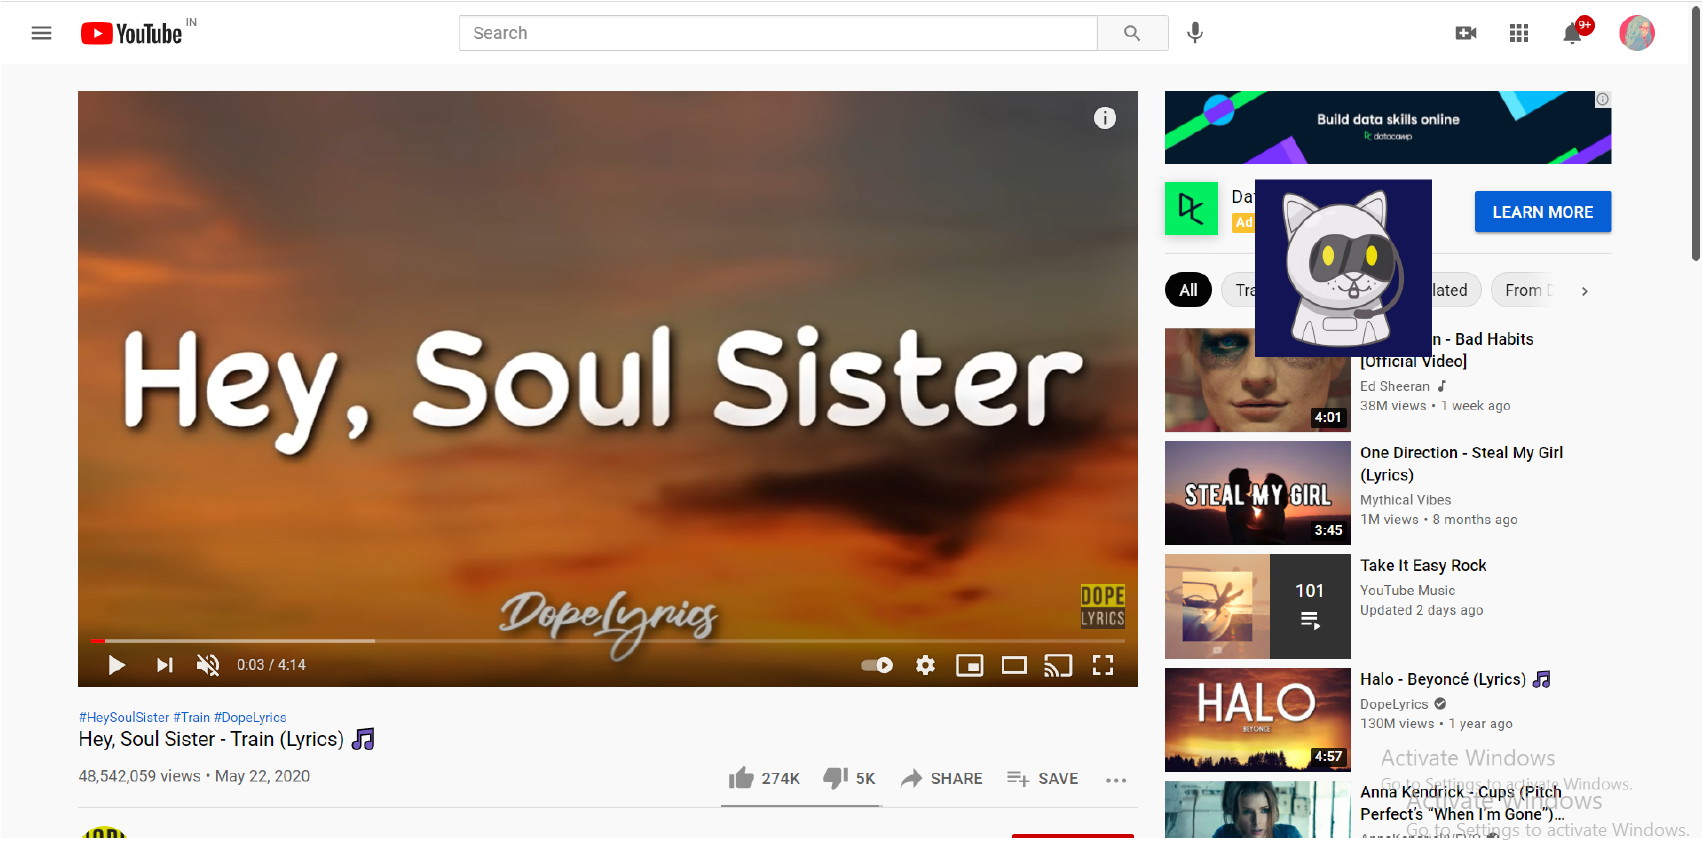 YouTube IN
Search
9+
Hey, Soul Sister
DopeLyrics
DOPE
LYRICS
0:03 / 4:14
#HeySoulSister #Train #DopeLyrics
Hey, Soul Sister - Train (Lyrics)
48,542,059 views • May 22, 2020
274K
5K
SHARE
SAVE
Build data skills online
datacamp
Ad
LEARN MORE
All
From
- Bad Habits
[Official Video]
Ed Sheeran
38M views • 1 week ago
4:01
One Direction - Steal My Girl
(Lyrics)
Mythical Vibes
1M views • 8 months ago
STEAL MY GIRL
3:45
Take It Easy Rock
YouTube Music
Updated 2 days ago
101
Halo - Beyoncé (Lyrics)
DopeLyrics
130M views • 1 year ago
HALO
BEYONCE
4:57
Anna Kendrick - Cups (Pitch
Perfect's “When I'm Gone”)...
Activate Windows
Go to Settings to activate Windows.
Activate Windows
Go to Settings to activate Windows.